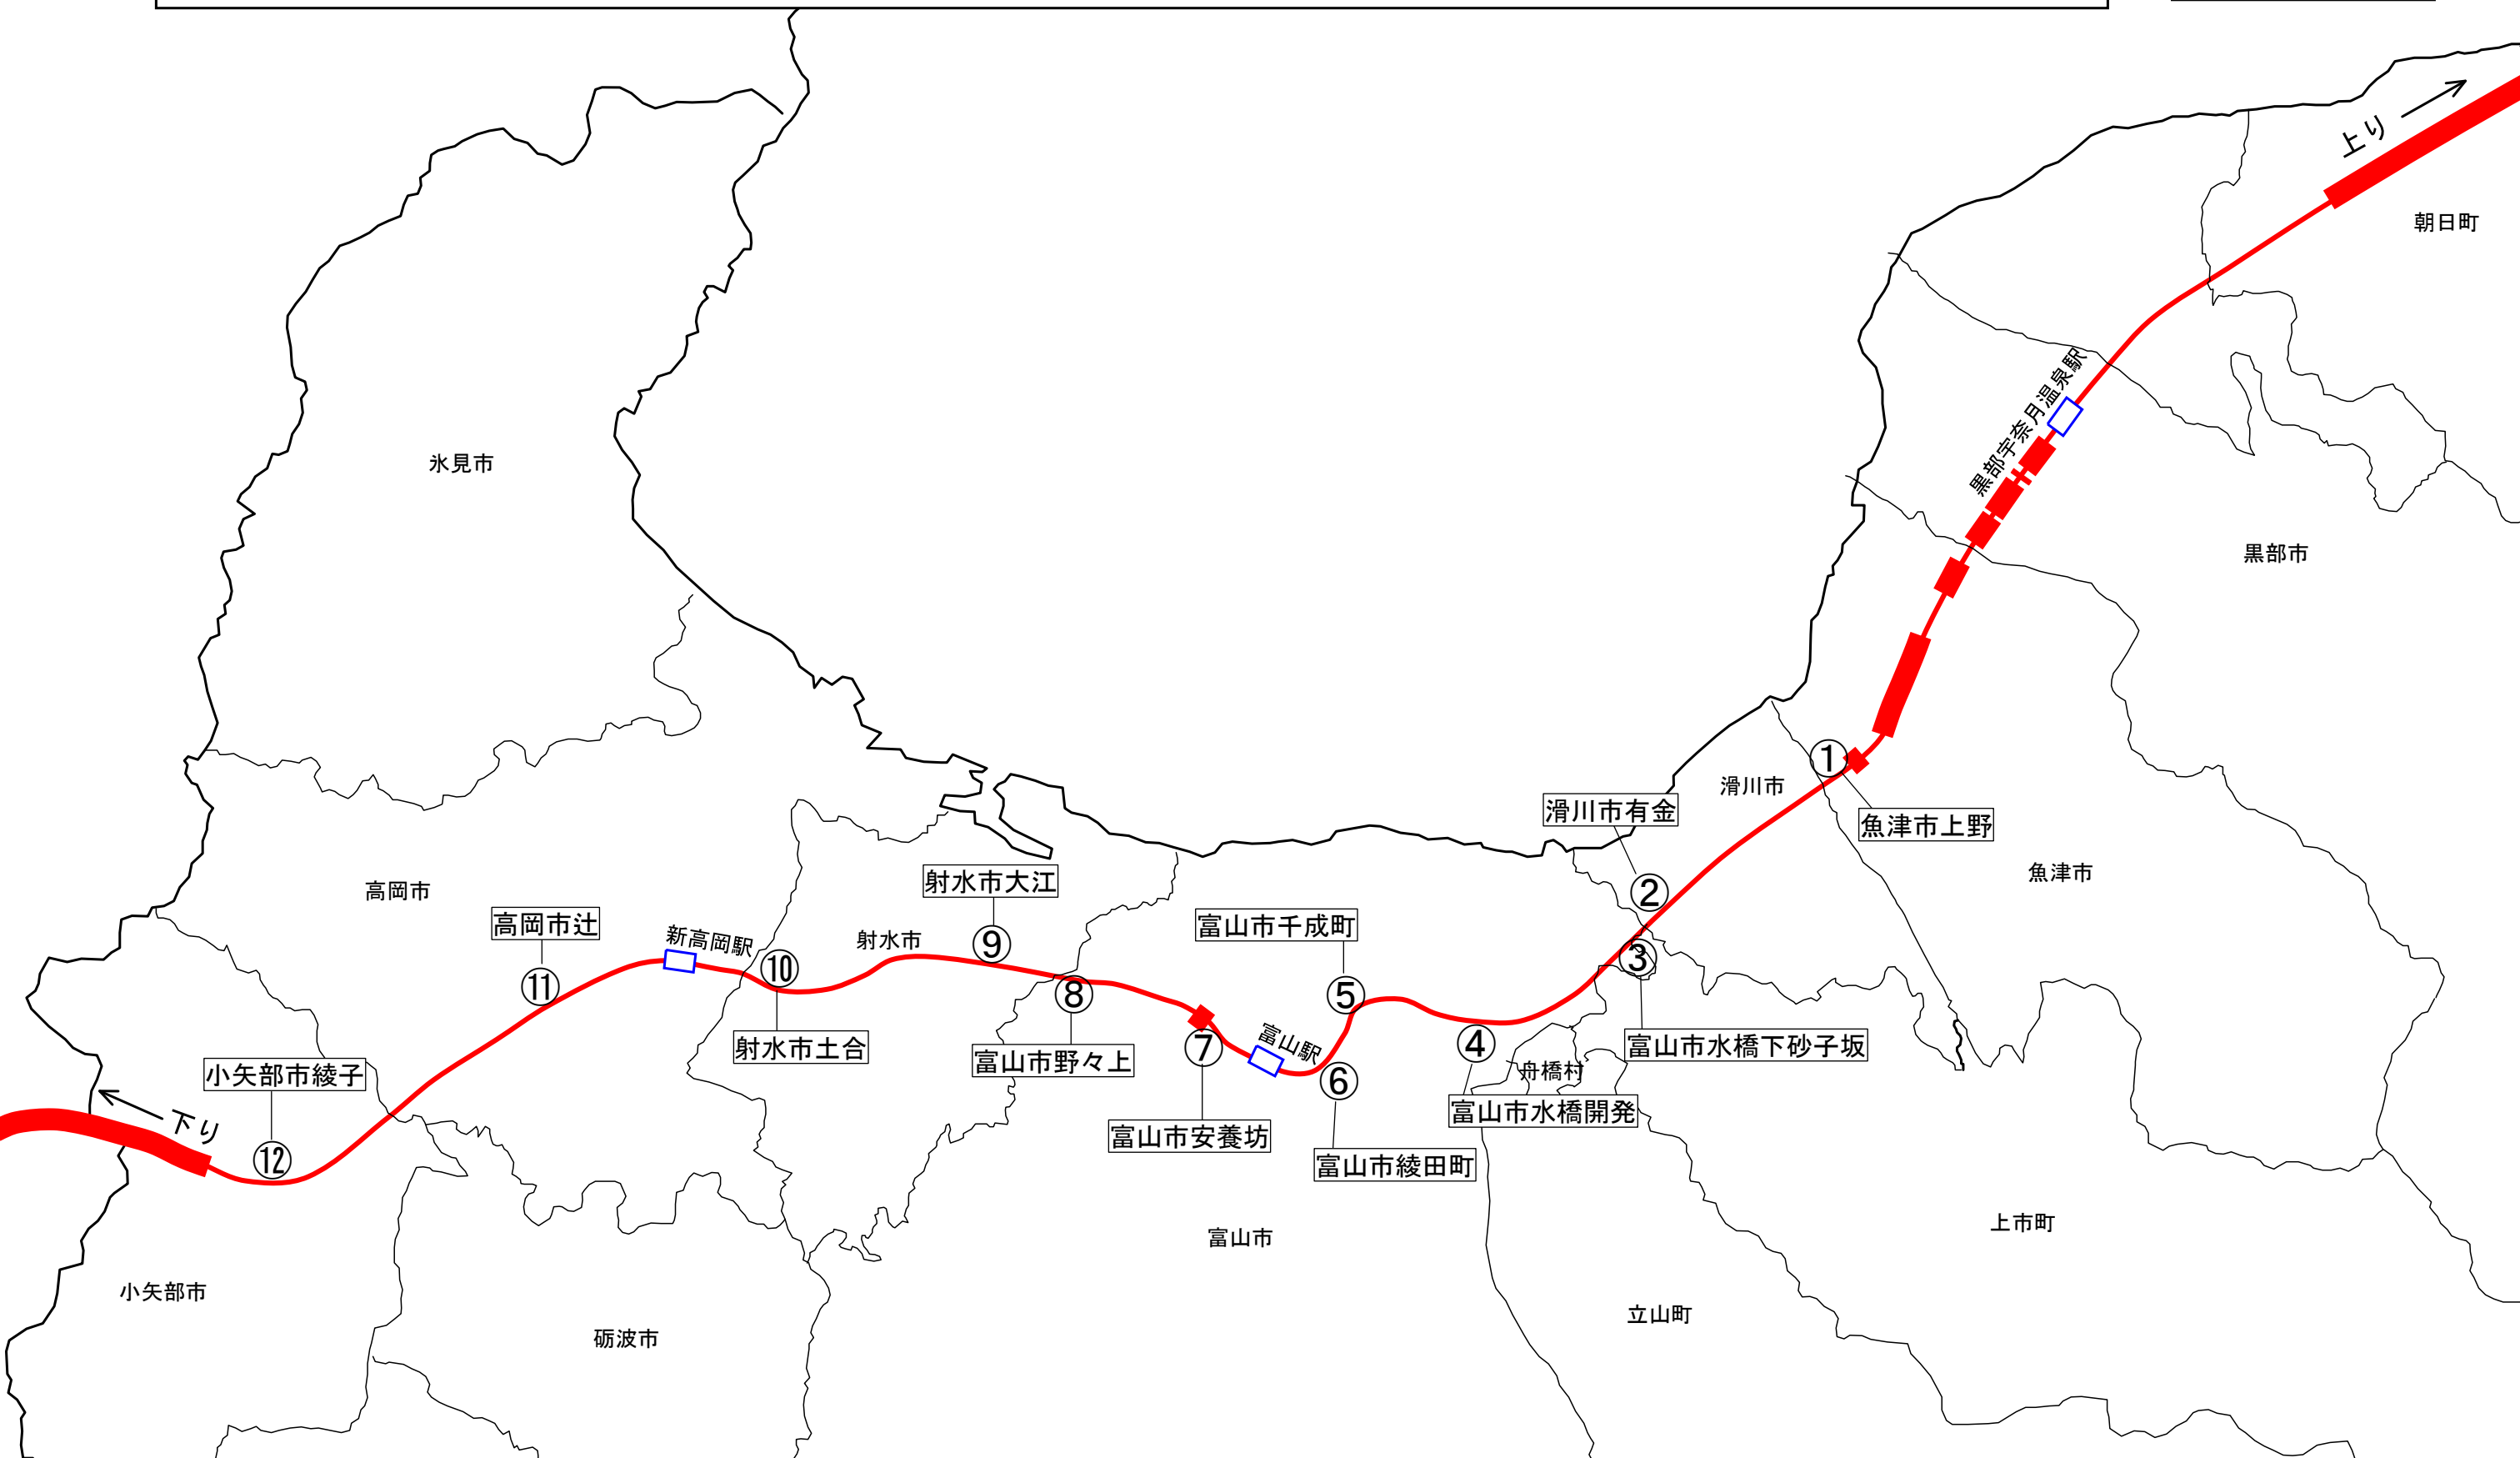 上り
朝日町
黒部宇奈月温泉駅
氷見市
黒部市
①
滑川市
滑川市有金
魚津市上野
②
魚津市
射水市大江
高岡市
高岡市辻
富山市千成町
新高岡駅
射水市
⑨
③
⑩
⑪
⑧
⑤
富山駅
⑦
④
射水市土合
富山市野々上
富山市水橋下砂子坂
小矢部市綾子
舟橋村
⑥
富山市水橋開発
下り
富山市安養坊
⑫
富山市綾田町
上市町
富山市
小矢部市
立山町
砺波市